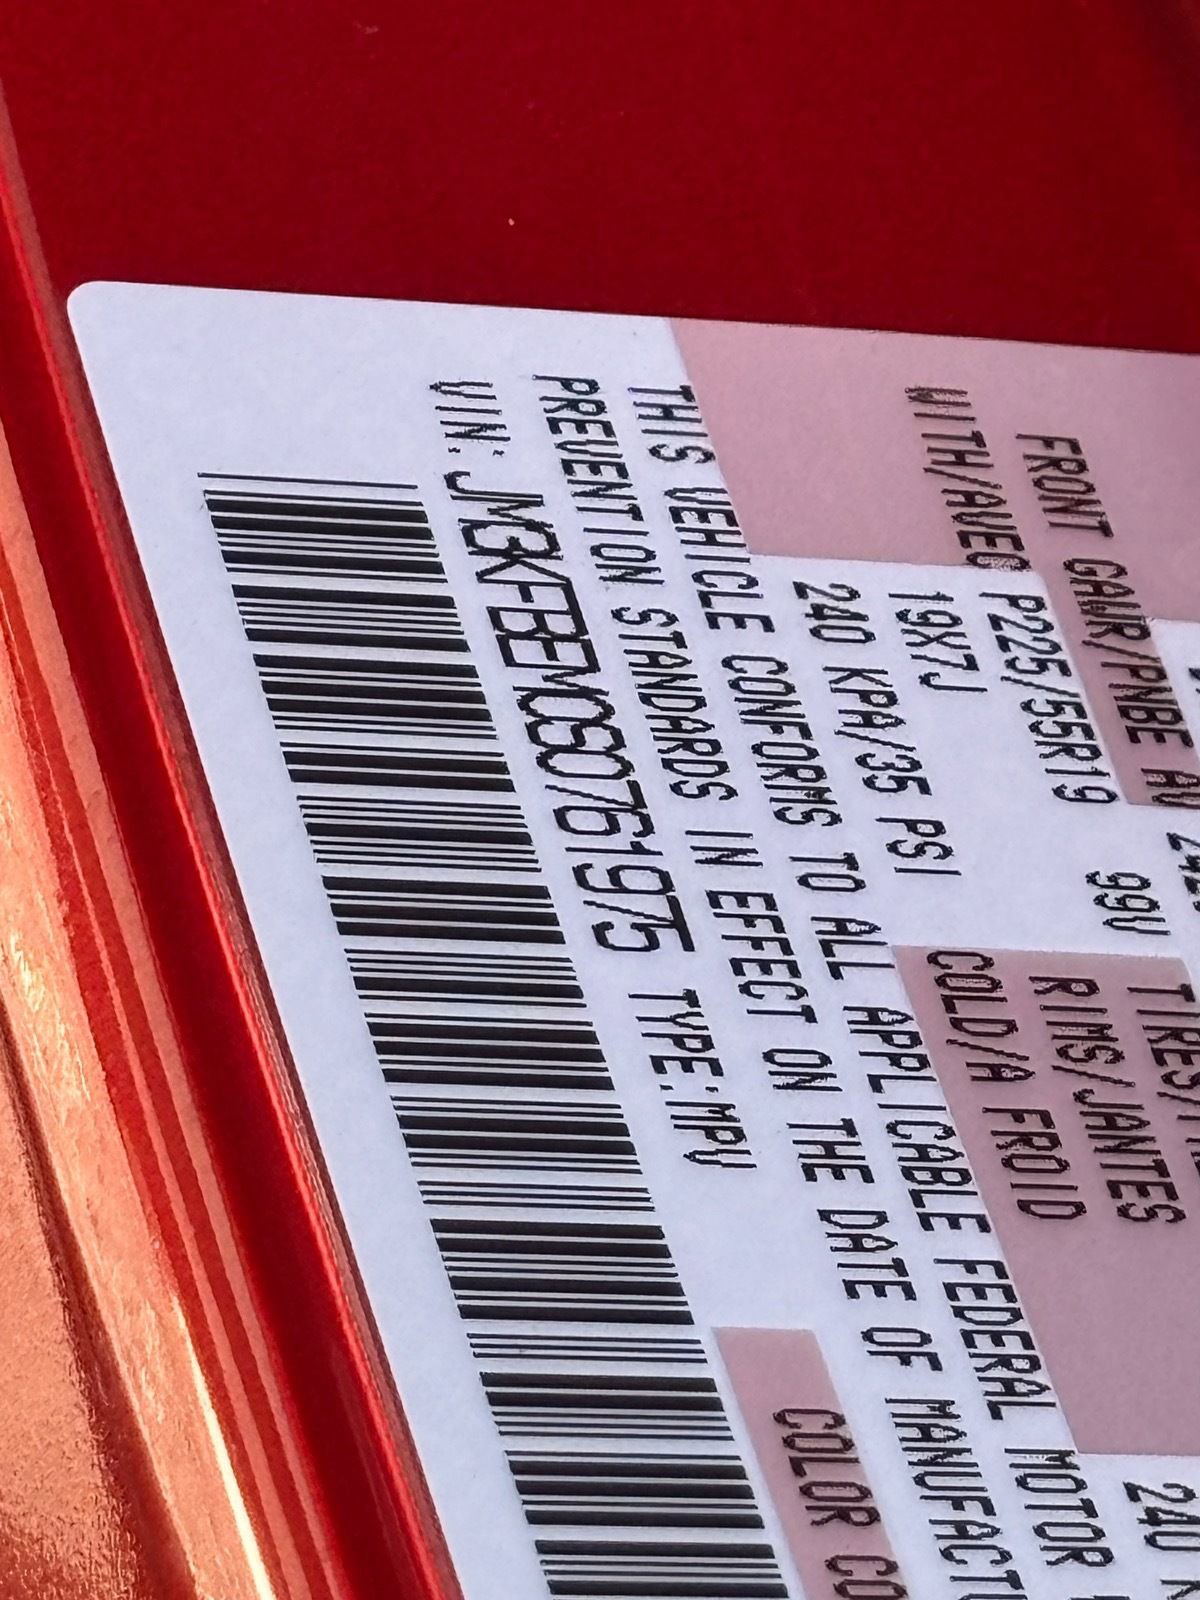 FRONT GAWR/PNBE AV
WITH/AVEC P225/55R19 99V TIRES/
19X7J RIMS/JANTES
240 KPA/35 PSI COLD/A FROID 240 K
THIS VEHICLE CONFORMS TO ALL APPLICABLE FEDERAL MOTOR
PREVENTION STANDARDS IN EFFECT ON THE DATE OF MANUFACTU
VIN: JM3KFBEM0S0761975 TYPE:MPV COLOR CO